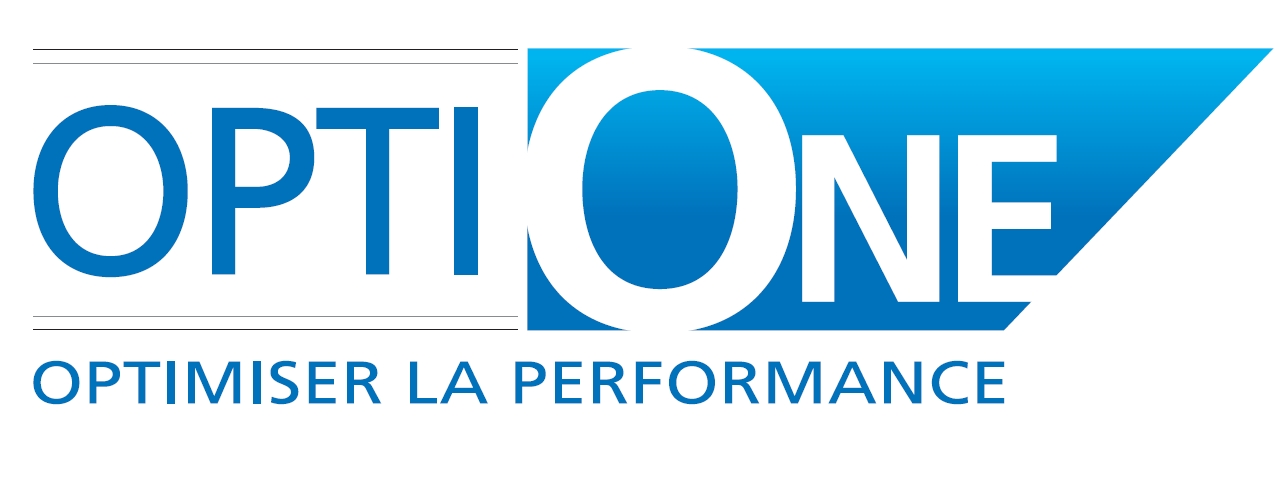 OPTIONE
OPTIMISER LA PERFORMANCE